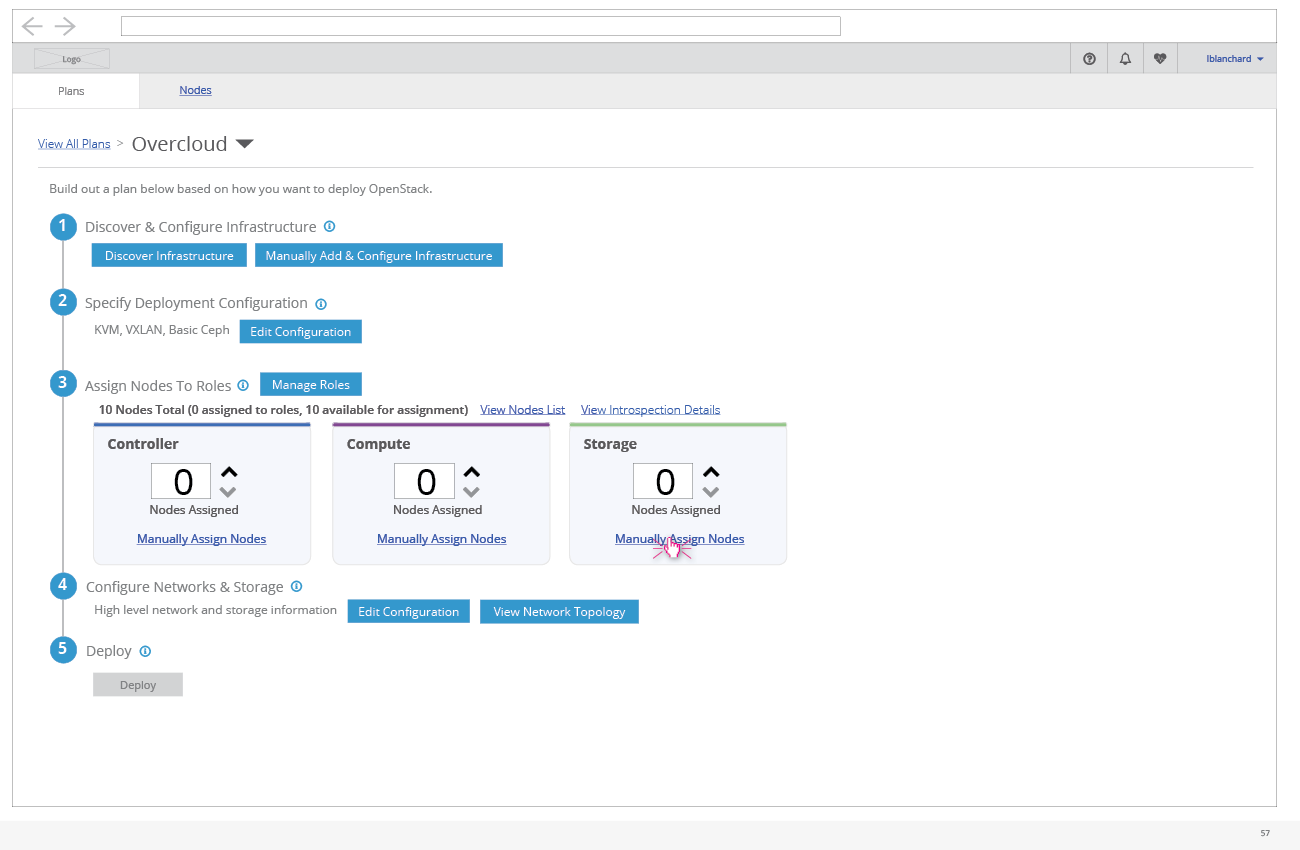 Logo
lblanchard
Plans
Nodes
View All Plans > Overcloud
Build out a plan below based on how you want to deploy OpenStack.
1 Discover & Configure Infrastructure
Discover Infrastructure
Manually Add & Configure Infrastructure
2 Specify Deployment Configuration
KVM, VXLAN, Basic Ceph
Edit Configuration
3 Assign Nodes To Roles
Manage Roles
10 Nodes Total (0 assigned to roles, 10 available for assignment)
View Nodes List
View Introspection Details
Controller
0
Nodes Assigned
Manually Assign Nodes
Compute
0
Nodes Assigned
Manually Assign Nodes
Storage
0
Nodes Assigned
Manually Assign Nodes
4 Configure Networks & Storage
High level network and storage information
Edit Configuration
View Network Topology
5 Deploy
Deploy
57